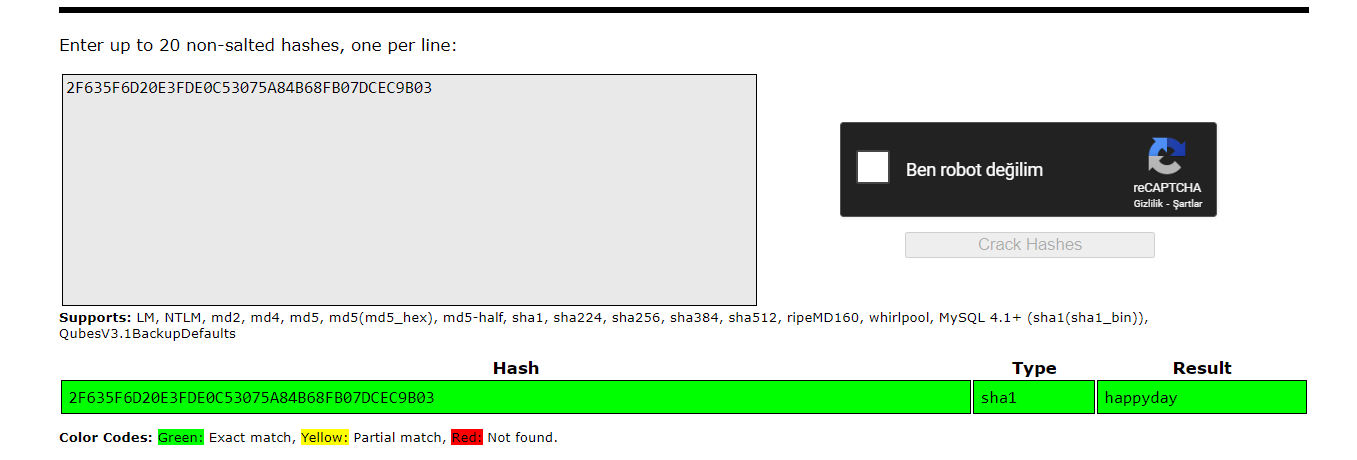 Enter up to 20 non-salted hashes, one per line:
2F635F6D20E3FDE0C53075A84B68FB07DCEC9B03
Ben robot değilim
reCAPTCHA
Gizlilik - Şartlar
Crack Hashes
Supports: LM, NTLM, md2, md4, md5, md5(md5_hex), md5-half, sha1, sha224, sha256, sha384, sha512, ripeMD160, whirlpool, MySQL 4.1+ (sha1(sha1_bin)),
QubesV3.1BackupDefaults
Hash Type Result
2F635F6D20E3FDE0C53075A84B68FB07DCEC9B03 sha1 happyday
Color Codes: Green: Exact match, Yellow: Partial match, Red: Not found.